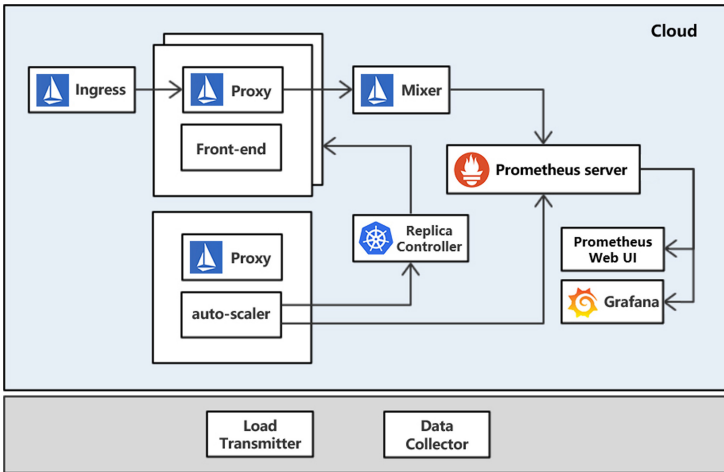 Cloud
Ingress
Proxy
Mixer
Front-end
Prometheus server
Replica
Controller
Proxy
Prometheus
Web UI
auto-scaler
Grafana
Load
Transmitter
Data
Collector